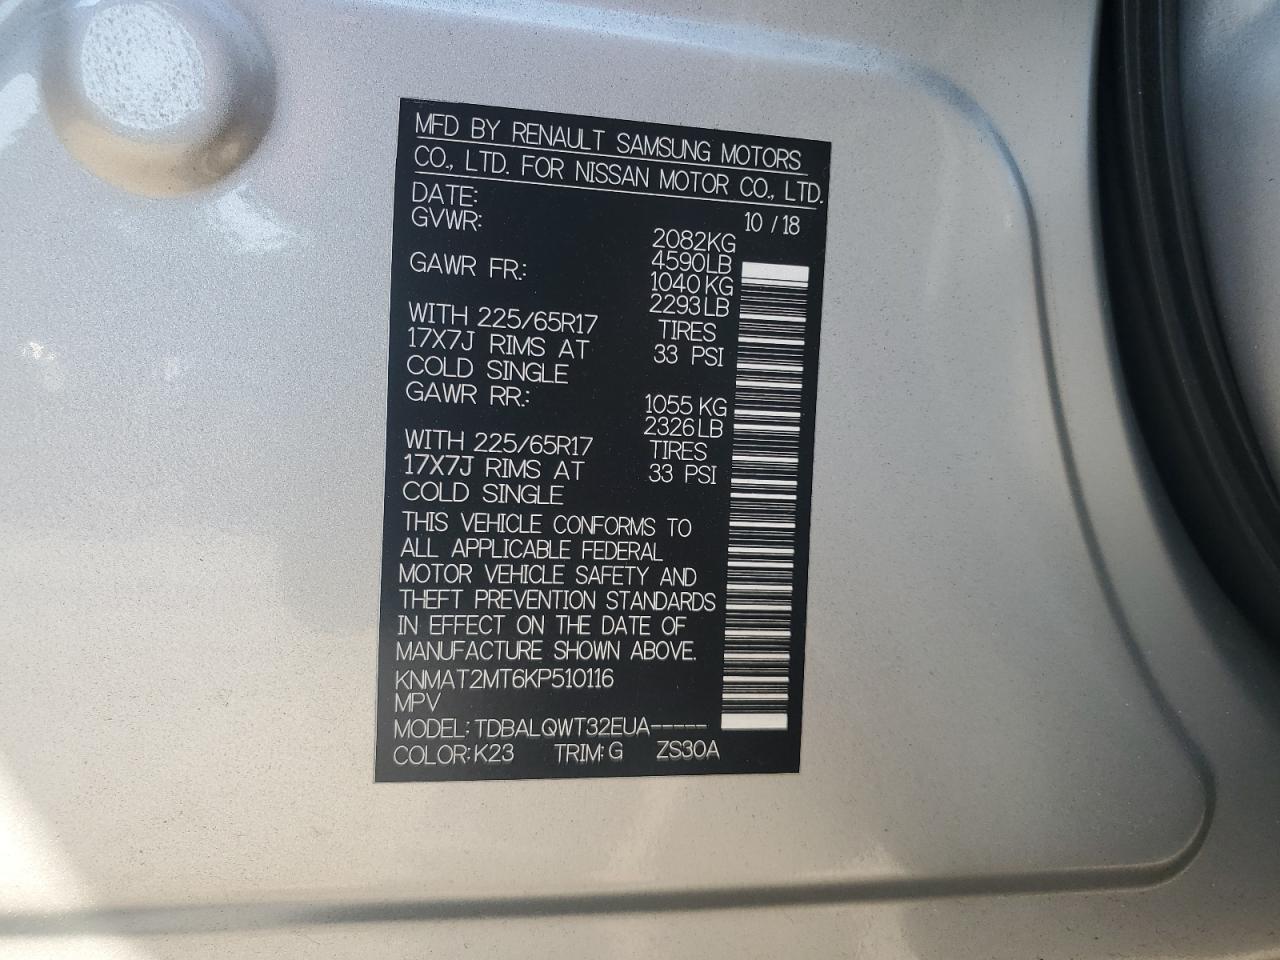 MFD BY RENAULT SAMSUNG MOTORS
CO., LTD. FOR NISSAN MOTOR CO., LTD.
DATE: 10 / 18
GVWR: 2082KG
4590LB
GAWR FR.: 1040 KG
2293 LB
WITH 225/65R17 TIRES
17X7J RIMS AT 33 PSI
COLD SINGLE
GAWR RR.: 1055 KG
2326 LB
WITH 225/65R17 TIRES
17X7J RIMS AT 33 PSI
COLD SINGLE
THIS VEHICLE CONFORMS TO
ALL APPLICABLE FEDERAL
MOTOR VEHICLE SAFETY AND
THEFT PREVENTION STANDARDS
IN EFFECT ON THE DATE OF
MANUFACTURE SHOWN ABOVE.
KNMAT2MT6KP510116
MPV
MODEL: TDBALQWT32EUA-----
COLOR: K23 TRIM: G ZS30A